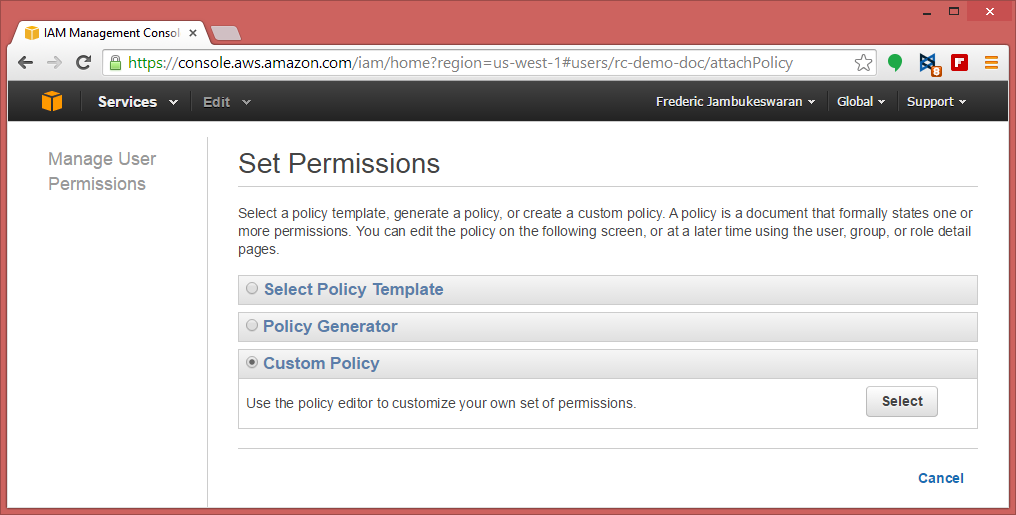 IAM Management Consol
https://console.aws.amazon.com/iam/home?region=us-west-1#users/rc-demo-doc/attachPolicy
8
Services Edit Frederic Jambukeswaran Global Support
Manage User
Permissions
Set Permissions
Select a policy template, generate a policy, or create a custom policy. A policy is a document that formally states one or
more permissions. You can edit the policy on the following screen, or at a later time using the user, group, or role detail
pages.
Select Policy Template
Policy Generator
Custom Policy
Use the policy editor to customize your own set of permissions.
Select
Cancel